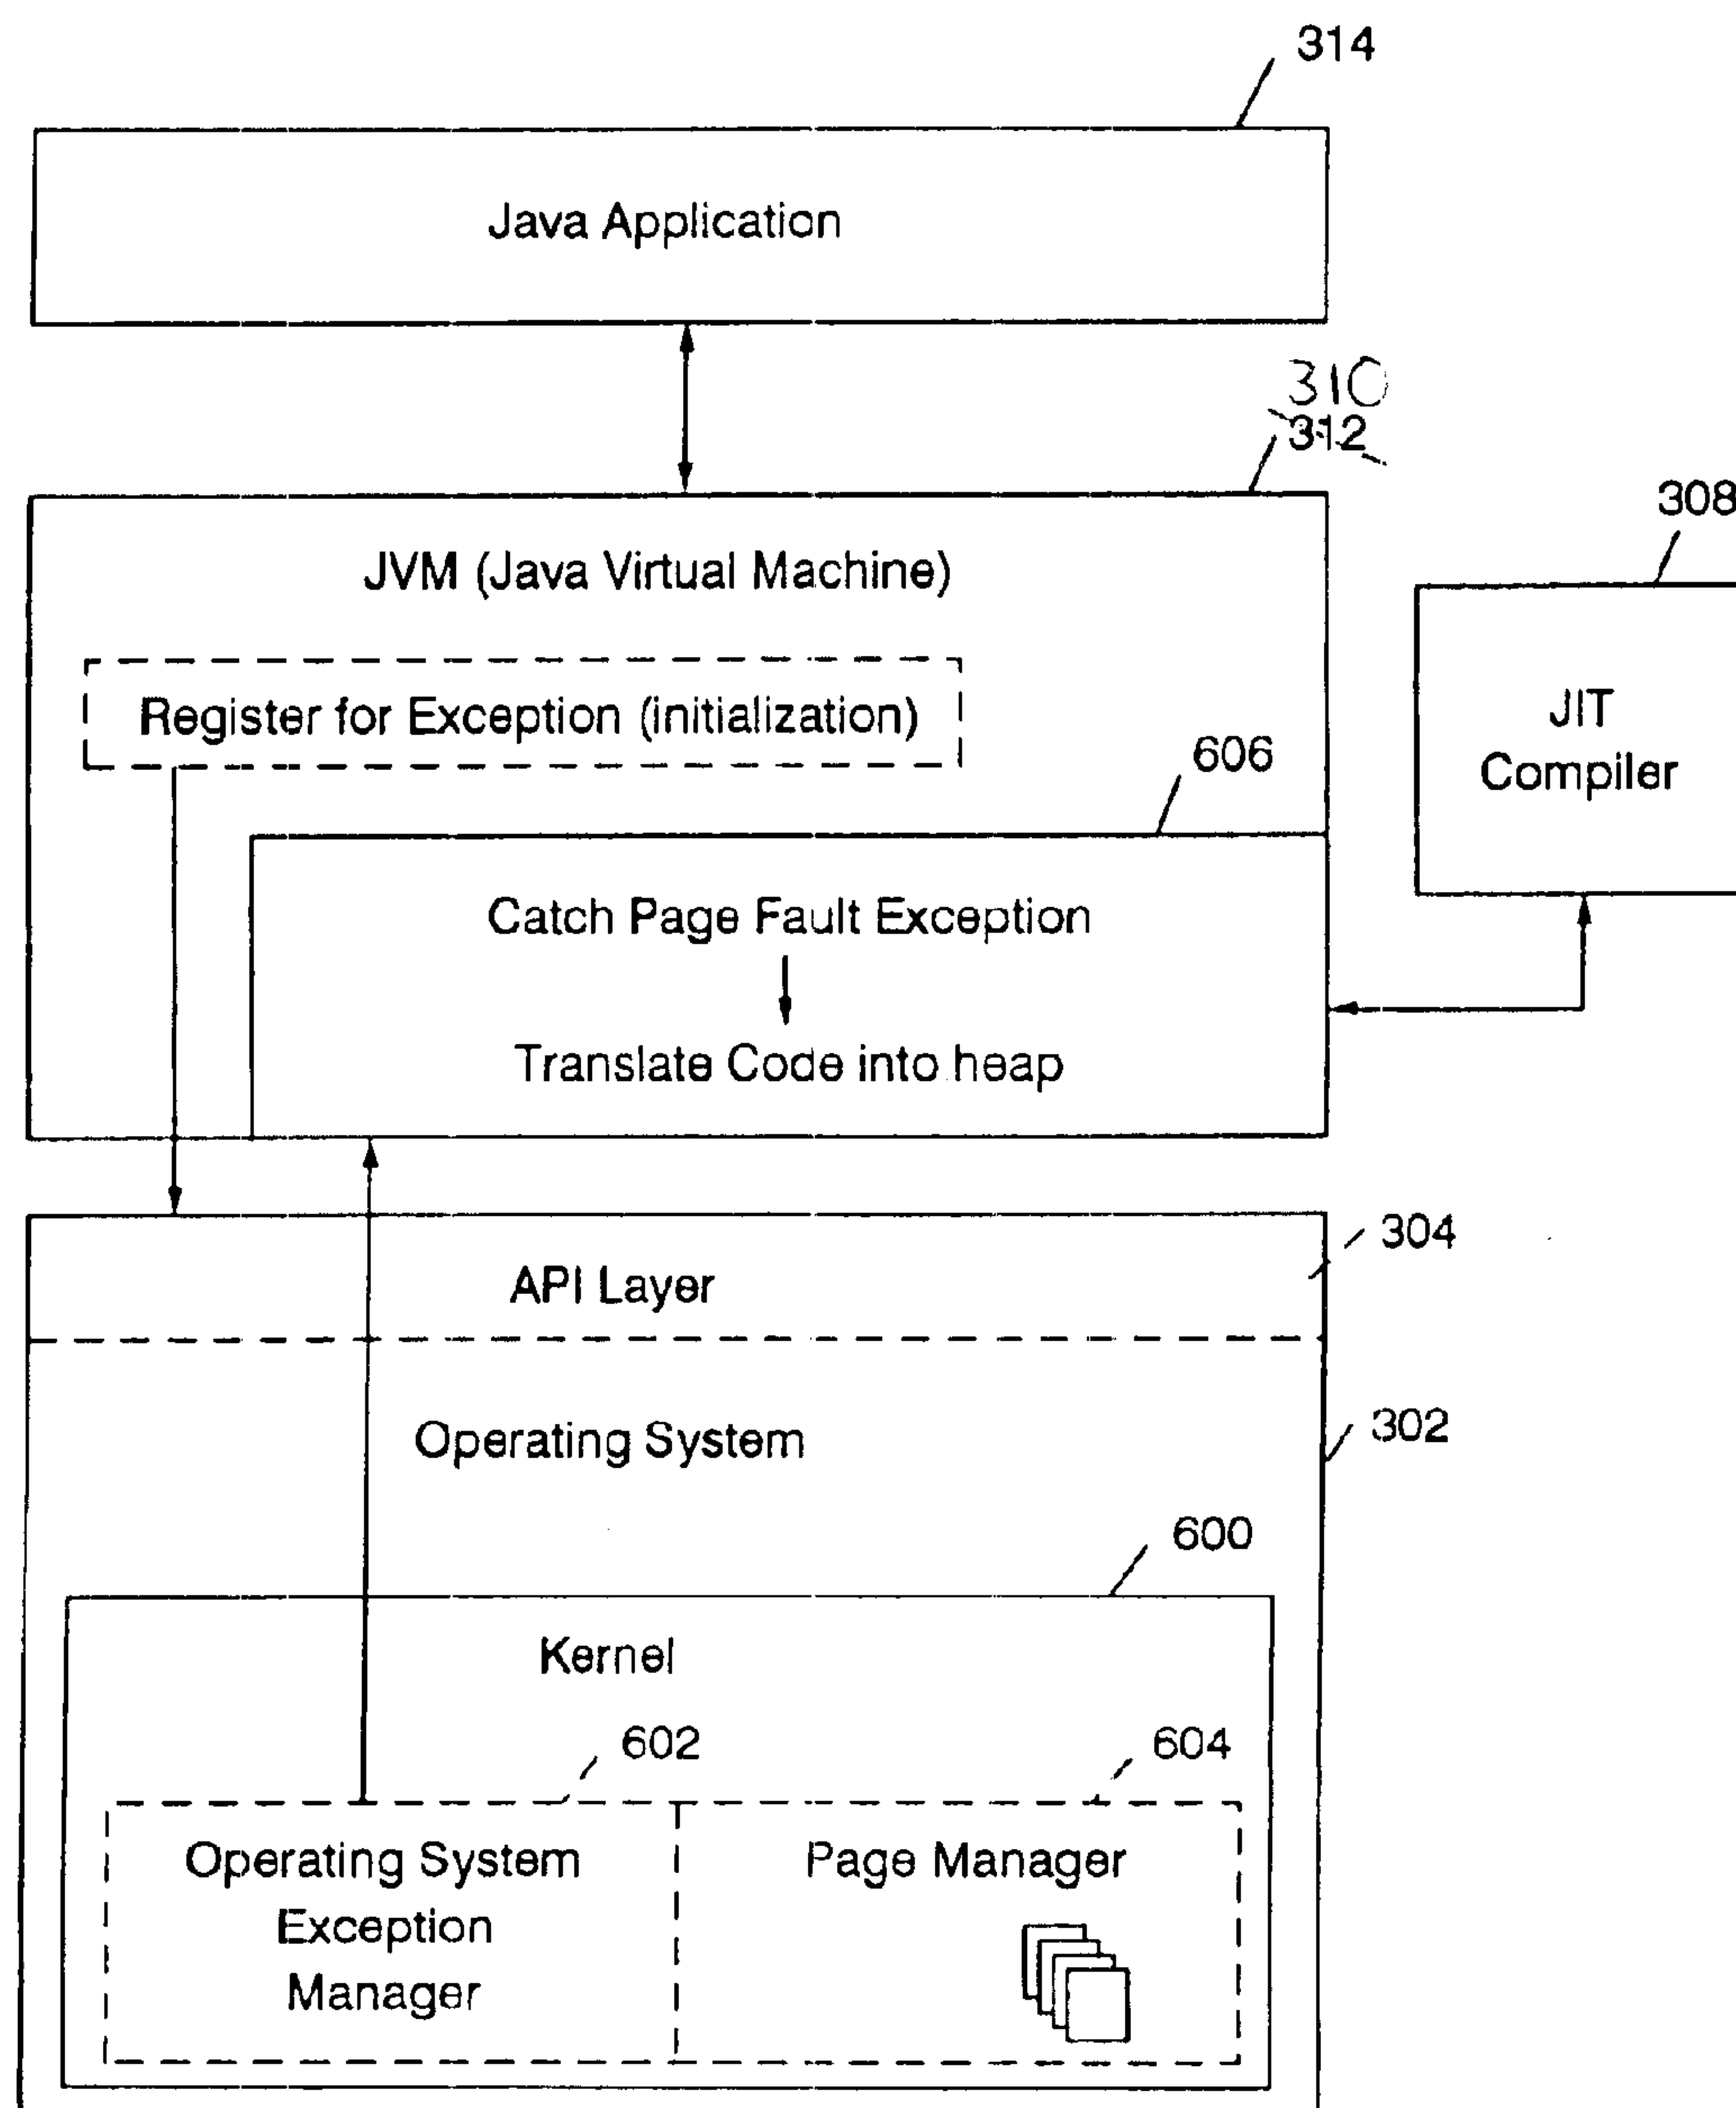 314
Java Application
310
312
308
JVM (Java Virtual Machine)
Register for Exception (initialization)
JIT
Compiler
606
Catch Page Fault Exception
Translate Code into heap
304
API Layer
302
Operating System
600
Kernel
602
604
Operating System
Exception
Manager
Page Manager